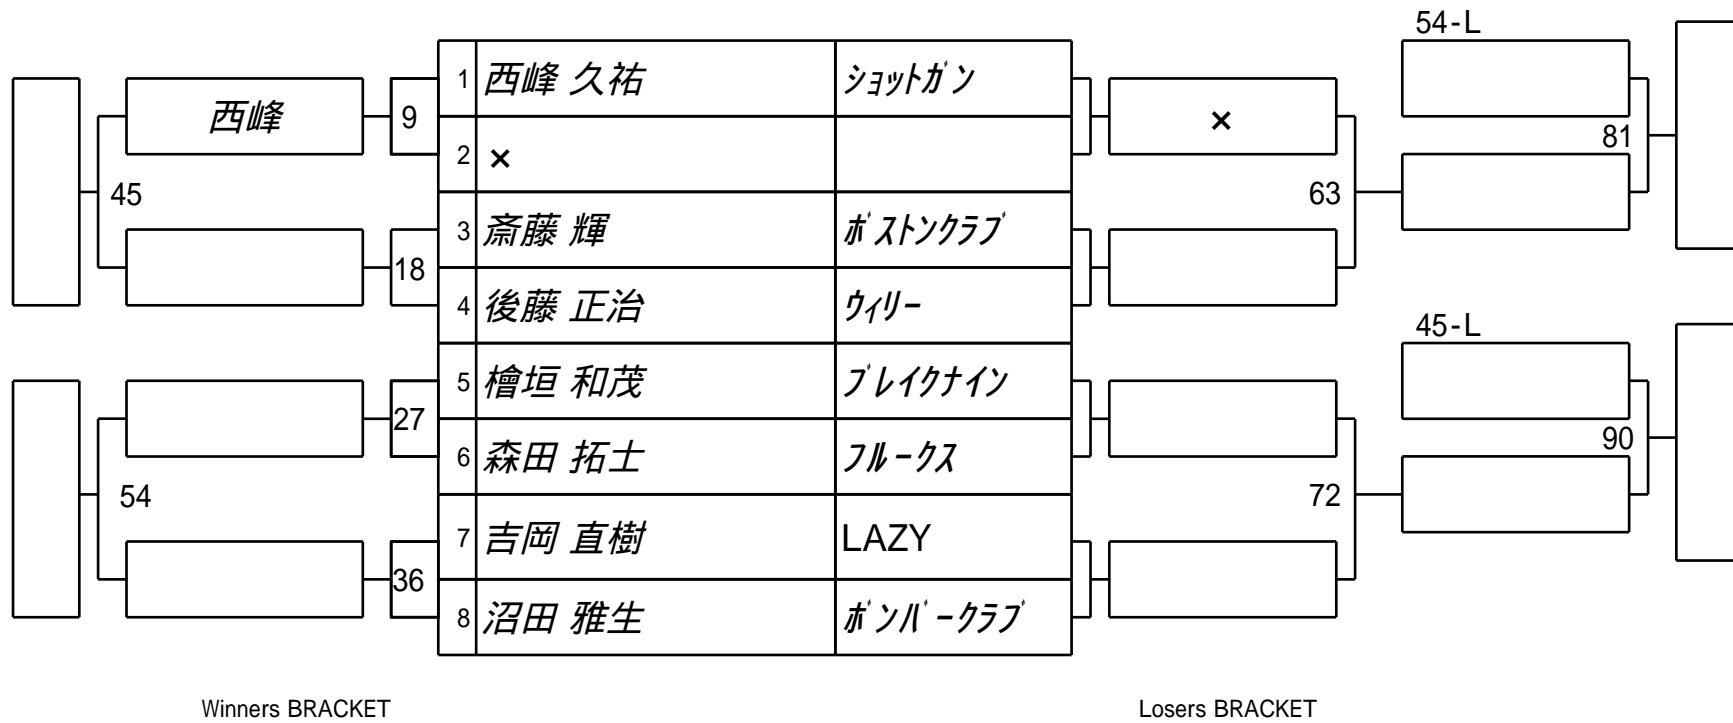 54-L
1 西峰 久祐 ｼｮｯﾄｶﾞﾝ
西峰 9 ×
2 × 81
45 63
3 斎藤 輝 ﾎﾞｽﾄﾝｸﾗﾌﾞ
18
4 後藤 正治 ｳｨﾘｰ
45-L
5 檜垣 和茂 ﾌﾞﾚｲｸﾅｲﾝ
27
6 森田 拓士 ﾌﾙｰｸｽ 90
54 72
7 吉岡 直樹 LAZY
36
8 沼田 雅生 ﾎﾞﾝﾊﾞｰｸﾗﾌﾞ
Winners BRACKET Losers BRACKET